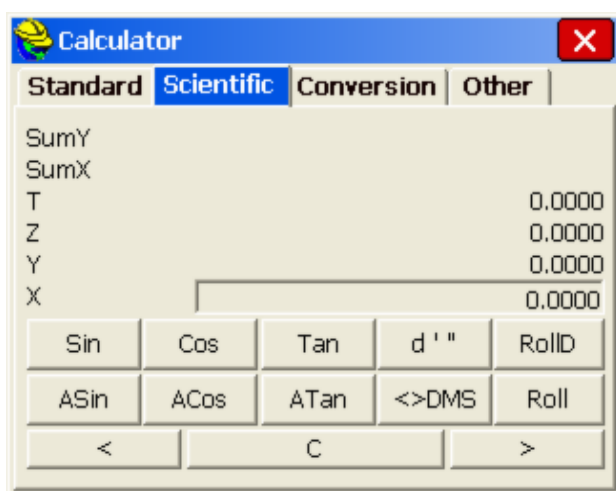 Calculator
Standard Scientific Conversion Other
SumY
SumX
T 0.0000
Z 0.0000
Y 0.0000
X 0.0000
Sin Cos Tan d ' " RollD
ASin ACos ATan <>DMS Roll
< C >